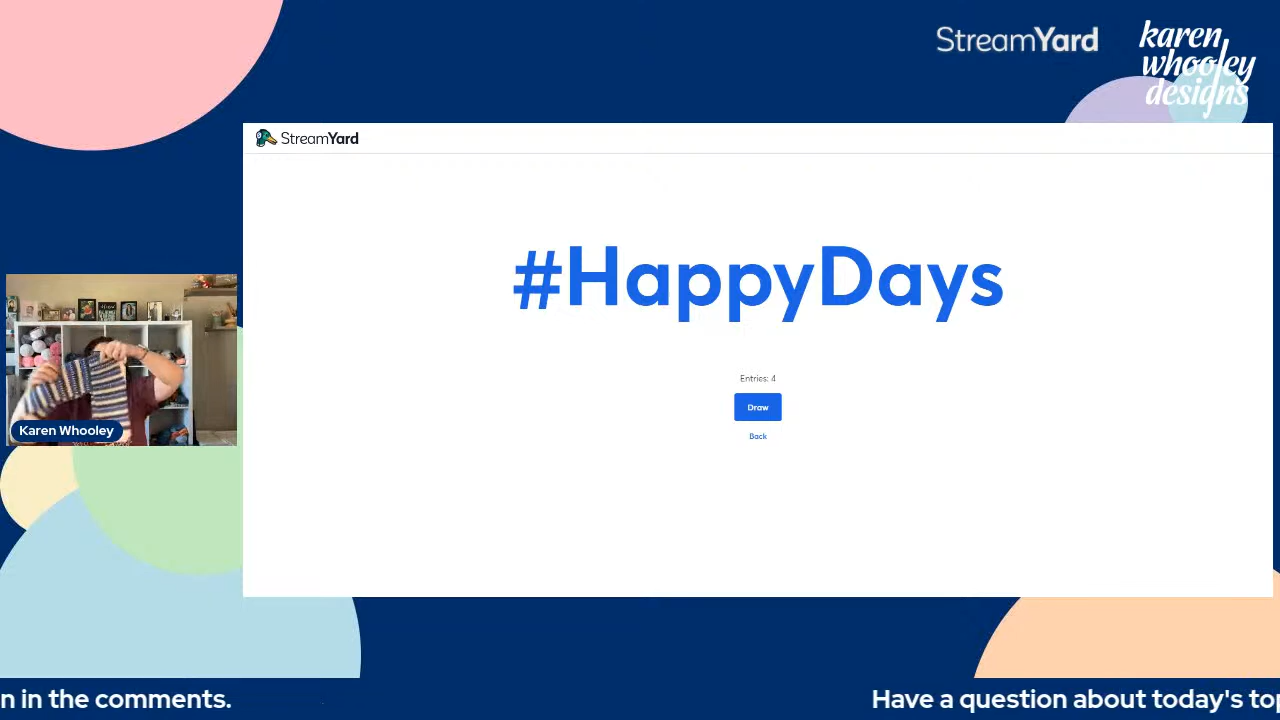 StreamYard
karen
whooley
designs
StreamYard
#HappyDays
Entries: 4
Draw
Back
Karen Whooley
n in the comments.
Have a question about today's to